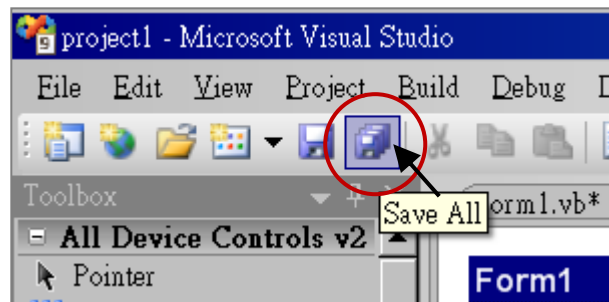 project1 - Microsoft Visual Studio
File Edit View Project Build Debug
Toolbox
Save All
Form1.vb*
All Device Controls v2
Pointer
Form1